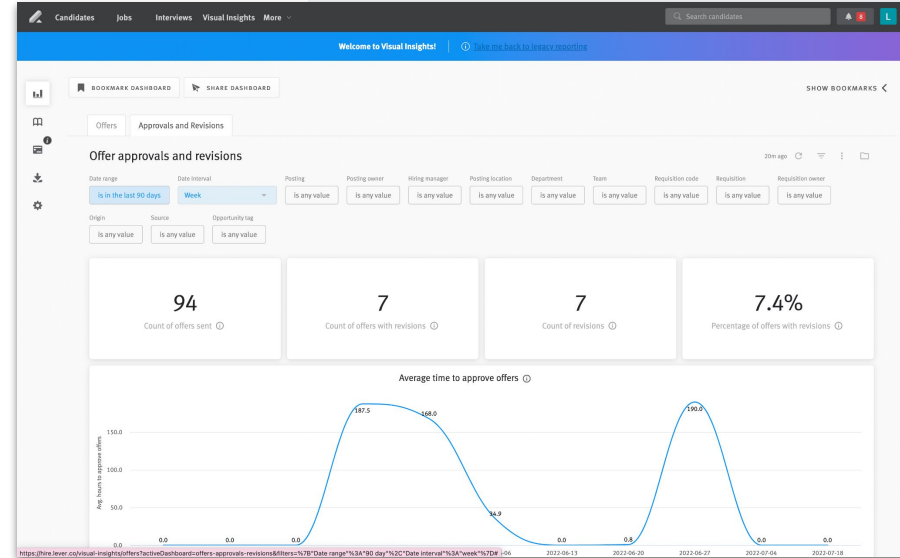 Candidates Jobs Interviews Visual Insights More Search candidates 8 L
Welcome to Visual Insights! Take me back to legacy reporting
BOOKMARK DASHBOARD SHARE DASHBOARD SHOW BOOKMARKS
Offers Approvals and Revisions
Offer approvals and revisions 20m ago
Date range Date Interval Posting Posting owner Hiring manager Posting location Department Team Requisition code Requisition Requisition owner
is in the last 90 days Week is any value is any value is any value is any value is any value is any value is any value is any value is any value
Origin Source Opportunity tag
is any value is any value is any value
94 7 7 7.4%
Count of offers sent Count of offers with revisions Count of revisions Percentage of offers with revisions
Average time to approve offers
Avg. hours to approve offers
187.5 168.0 190.0
150.0
100.0
50.0 34.9
0.0 0.0 0.0 0.0 0.0 0.8 0.0 0.0
https://hire.lever.co/visual-insights/offers?activeDashboard=offers-approvals-revisions&filters=%7B"Date range"%3A"90 day"%2C"Date interval"%3A"week"%7D# -06 2022-06-13 2022-06-20 2022-06-27 2022-07-04 2022-07-18